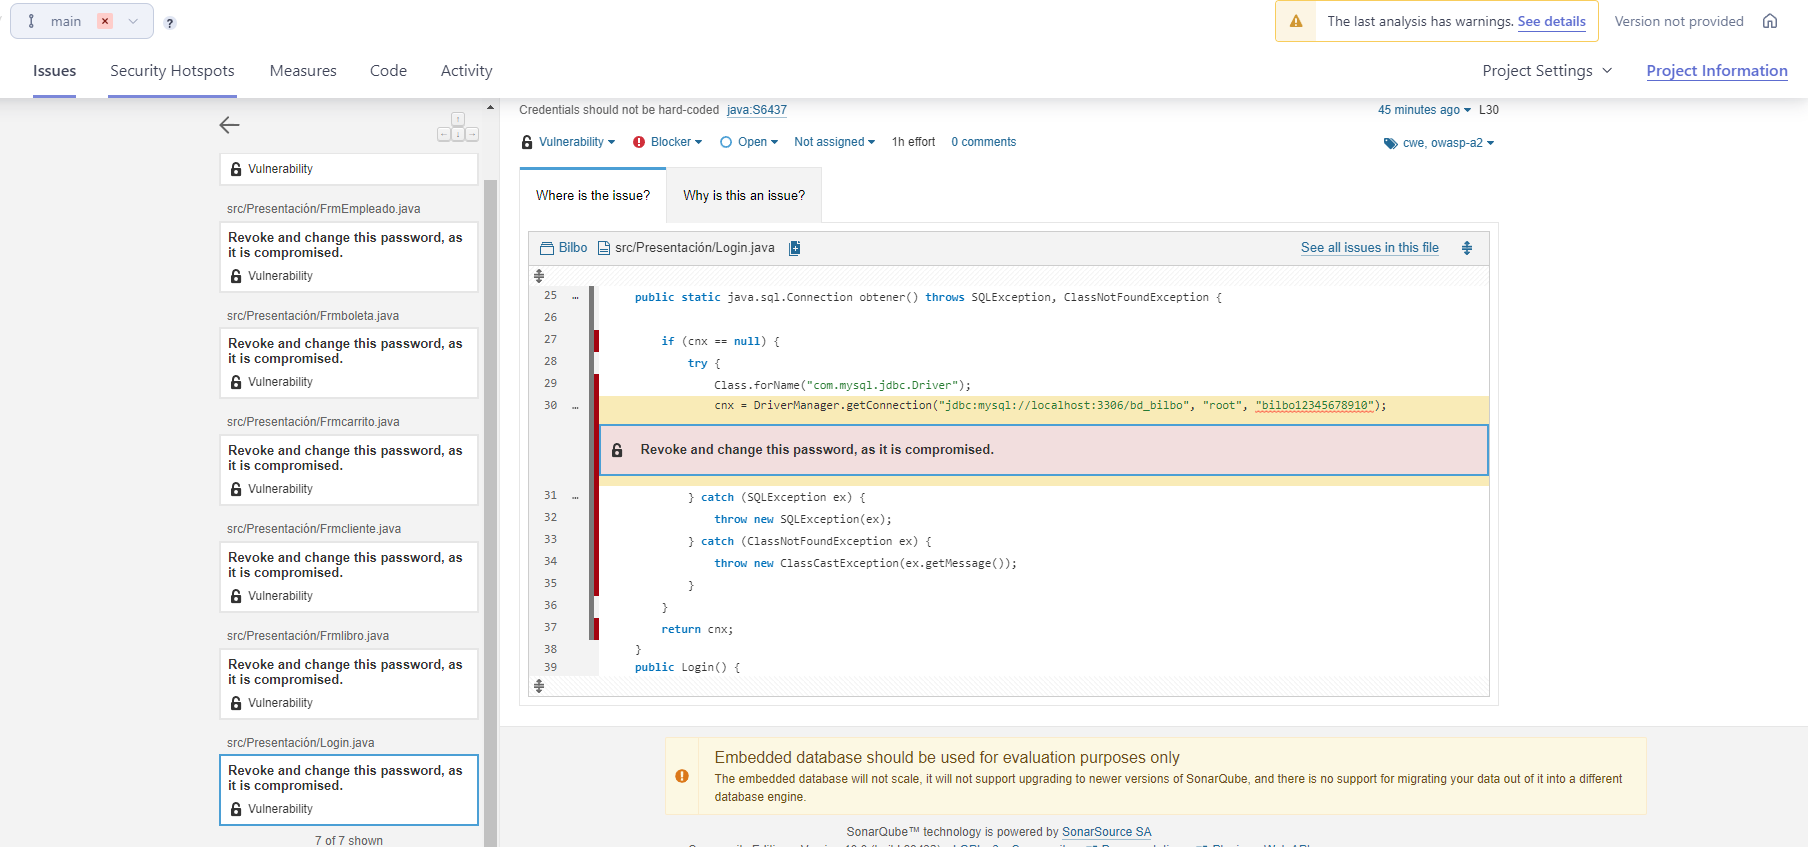 main
?
The last analysis has warnings. See details
Version not provided
Issues
Security Hotspots
Measures
Code
Activity
Project Settings
Project Information
Vulnerability
src/Presentación/FrmEmpleado.java
Revoke and change this password, as
it is compromised.
Vulnerability
src/Presentación/Frmboleta.java
Revoke and change this password, as
it is compromised.
Vulnerability
src/Presentación/Frmcarrito.java
Revoke and change this password, as
it is compromised.
Vulnerability
src/Presentación/Frmcliente.java
Revoke and change this password, as
it is compromised.
Vulnerability
src/Presentación/Frmlibro.java
Revoke and change this password, as
it is compromised.
Vulnerability
src/Presentación/Login.java
Revoke and change this password, as
it is compromised.
Vulnerability
7 of 7 shown
Credentials should not be hard-coded java:S6437
45 minutes ago L30
Vulnerability Blocker Open Not assigned 1h effort 0 comments
cwe, owasp-a2
Where is the issue?
Why is this an issue?
Bilbo src/Presentación/Login.java
See all issues in this file
25 … public static java.sql.Connection obtener() throws SQLException, ClassNotFoundException {
26
27 if (cnx == null) {
28 try {
29 Class.forName("com.mysql.jdbc.Driver");
30 … cnx = DriverManager.getConnection("jdbc:mysql://localhost:3306/bd_bilbo", "root", "bilbo12345678910");
Revoke and change this password, as it is compromised.
31 … } catch (SQLException ex) {
32 throw new SQLException(ex);
33 } catch (ClassNotFoundException ex) {
34 throw new ClassCastException(ex.getMessage());
35 }
36 }
37 return cnx;
38 }
39 public Login() {
Embedded database should be used for evaluation purposes only
The embedded database will not scale, it will not support upgrading to newer versions of SonarQube, and there is no support for migrating your data out of it into a different
database engine.
SonarQube™ technology is powered by SonarSource SA